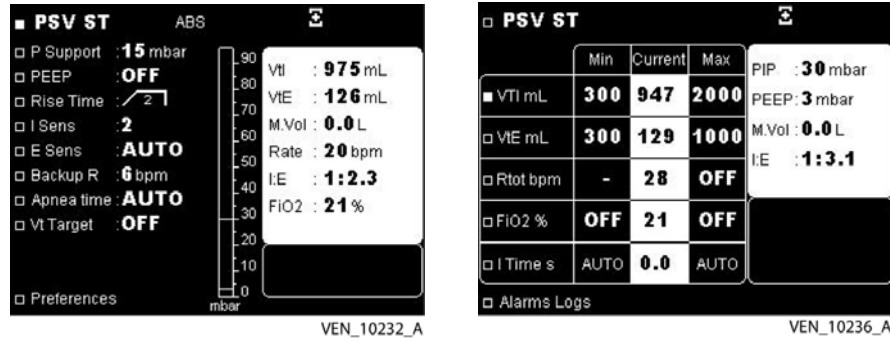 PSV ST ABS
P Support :15 mbar
PEEP :OFF
Rise Time : 2
I Sens :2
E Sens :AUTO
Backup R :6 bpm
Apnea time :AUTO
Vt Target :OFF
Preferences
90
80
70
60
50
40
30
20
10
0
mbar
VtI : 975 mL
VtE : 126 mL
M.Vol : 0.0 L
Rate : 20 bpm
I:E : 1:2.3
FiO2 : 21 %
VEN_10232_A
PSV ST
Min Current Max
VTI mL 300 947 2000
VtE mL 300 129 1000
Rtot bpm - 28 OFF
FiO2 % OFF 21 OFF
I Time s AUTO 0.0 AUTO
Alarms Logs
PIP : 30 mbar
PEEP: 3 mbar
M.Vol : 0.0 L
I:E : 1:3.1
VEN_10236_A